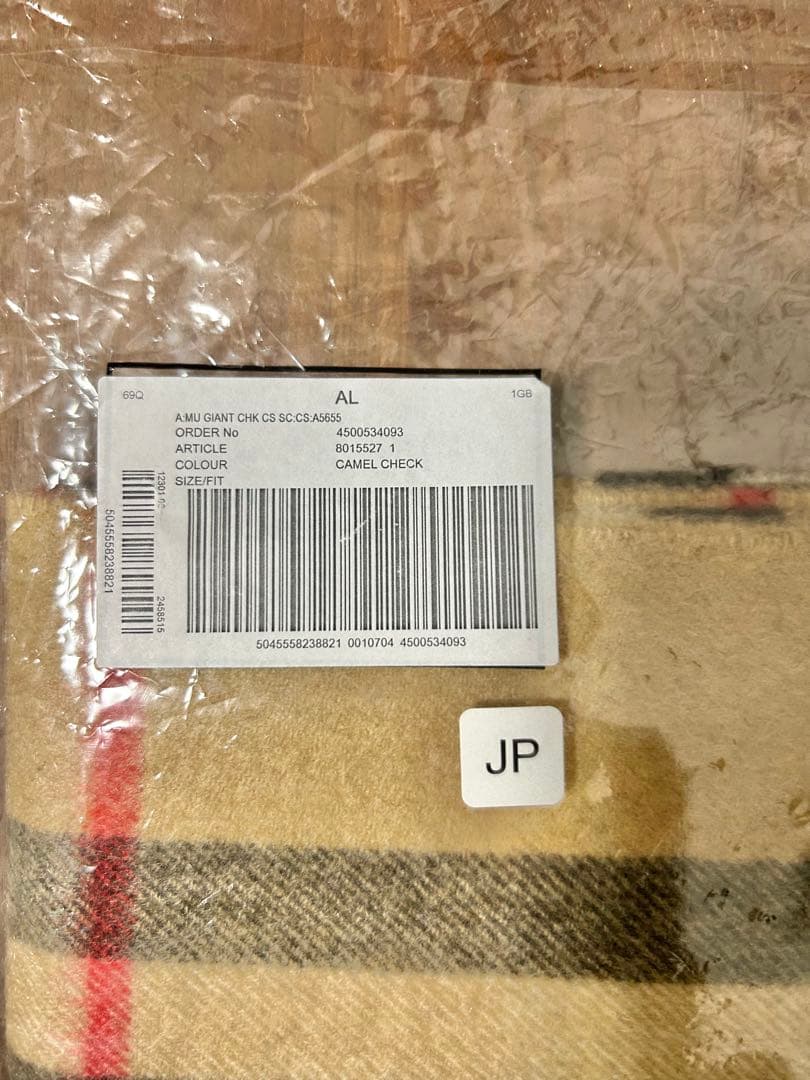 69Q AL 1GB
A:MU GIANT CHK CS SC:CS:A5655
ORDER No 4500534093
ARTICLE 8015527 1
COLOUR CAMEL CHECK
SIZE/FIT
2458515
5045558238821
5045558238821 0010704 4500534093
JP